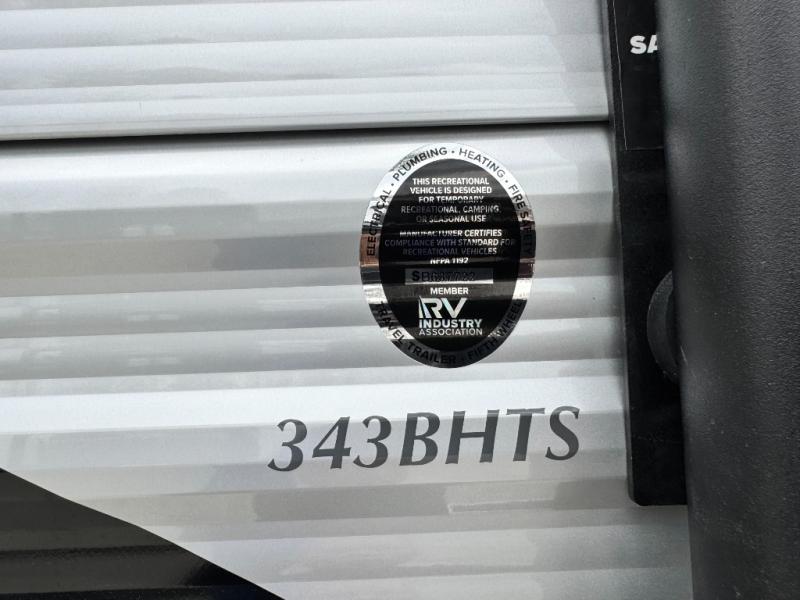 SA
ELECTRICAL • PLUMBING • HEATING • FIRE SAFETY
THIS RECREATIONAL
VEHICLE IS DESIGNED
FOR TEMPORARY
RECREATIONAL, CAMPING,
OR SEASONAL USE
MANUFACTURER CERTIFIES
COMPLIANCE WITH STANDARD FOR
RECREATIONAL VEHICLES
NFPA 1192
MEMBER
RV
INDUSTRY
ASSOCIATION
TRAVEL TRAILER • FIFTH WHEEL
343BHTS